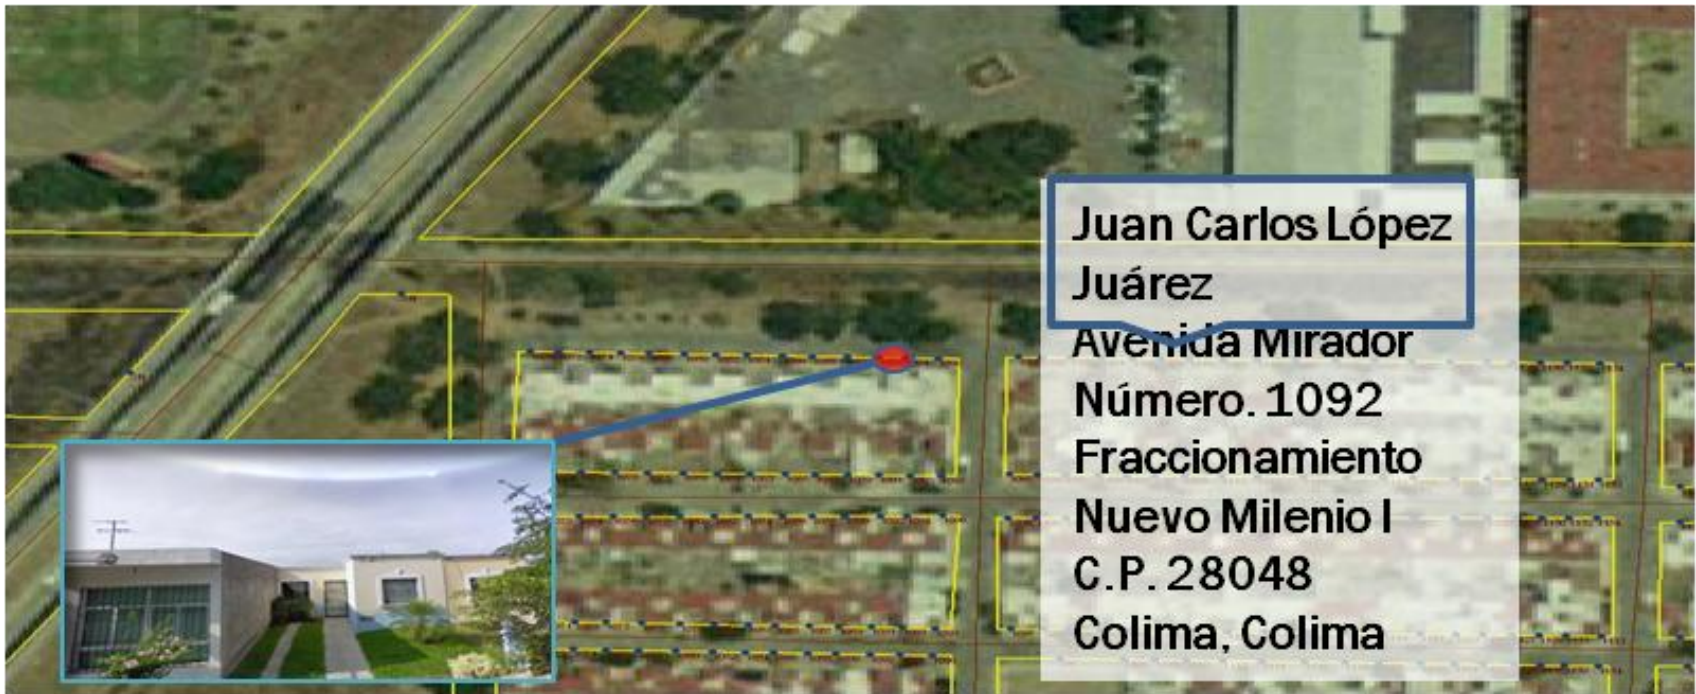 Juan Carlos López
Juárez
Avenida Mirador
Número. 1092
Fraccionamiento
Nuevo Milenio I
C.P. 28048
Colima, Colima